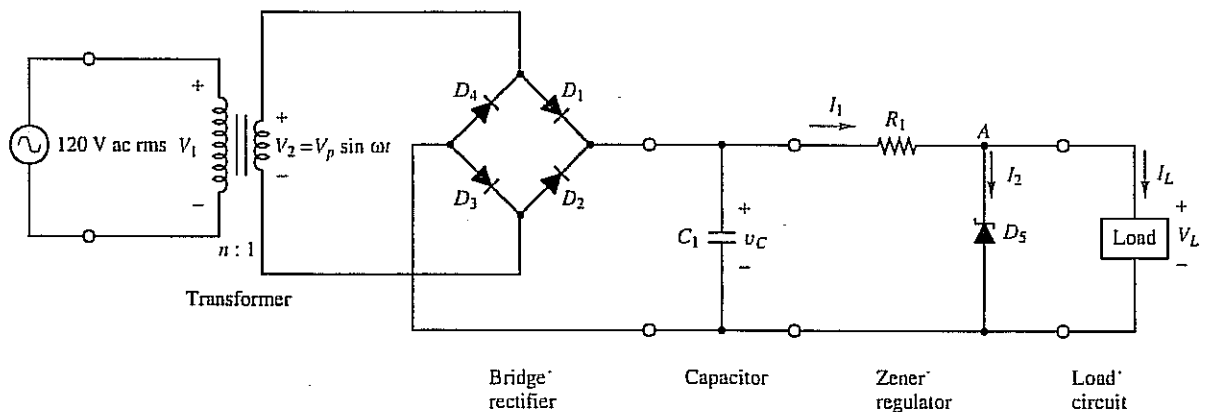 D4
D1
I1
R1
A
+
+
120 V ac rms
V1
V2 = Vp sin ωt
I2
IL
−
−
D3
D2
C1
+
υC
−
D5
Load
+
VL
−
n : 1
Transformer
Bridge
rectifier
Capacitor
Zener
regulator
Load
circuit